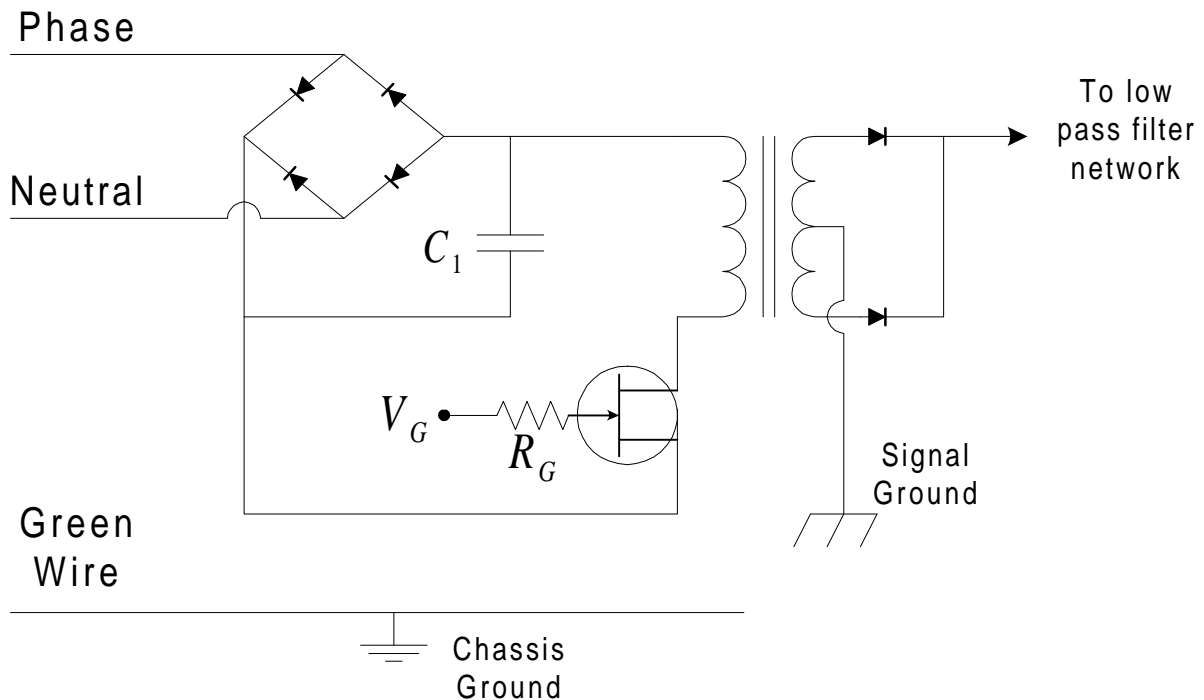 Phase
To low
pass filter
network
Neutral
C1
VG
RG
Signal
Ground
Green
Wire
Chassis
Ground